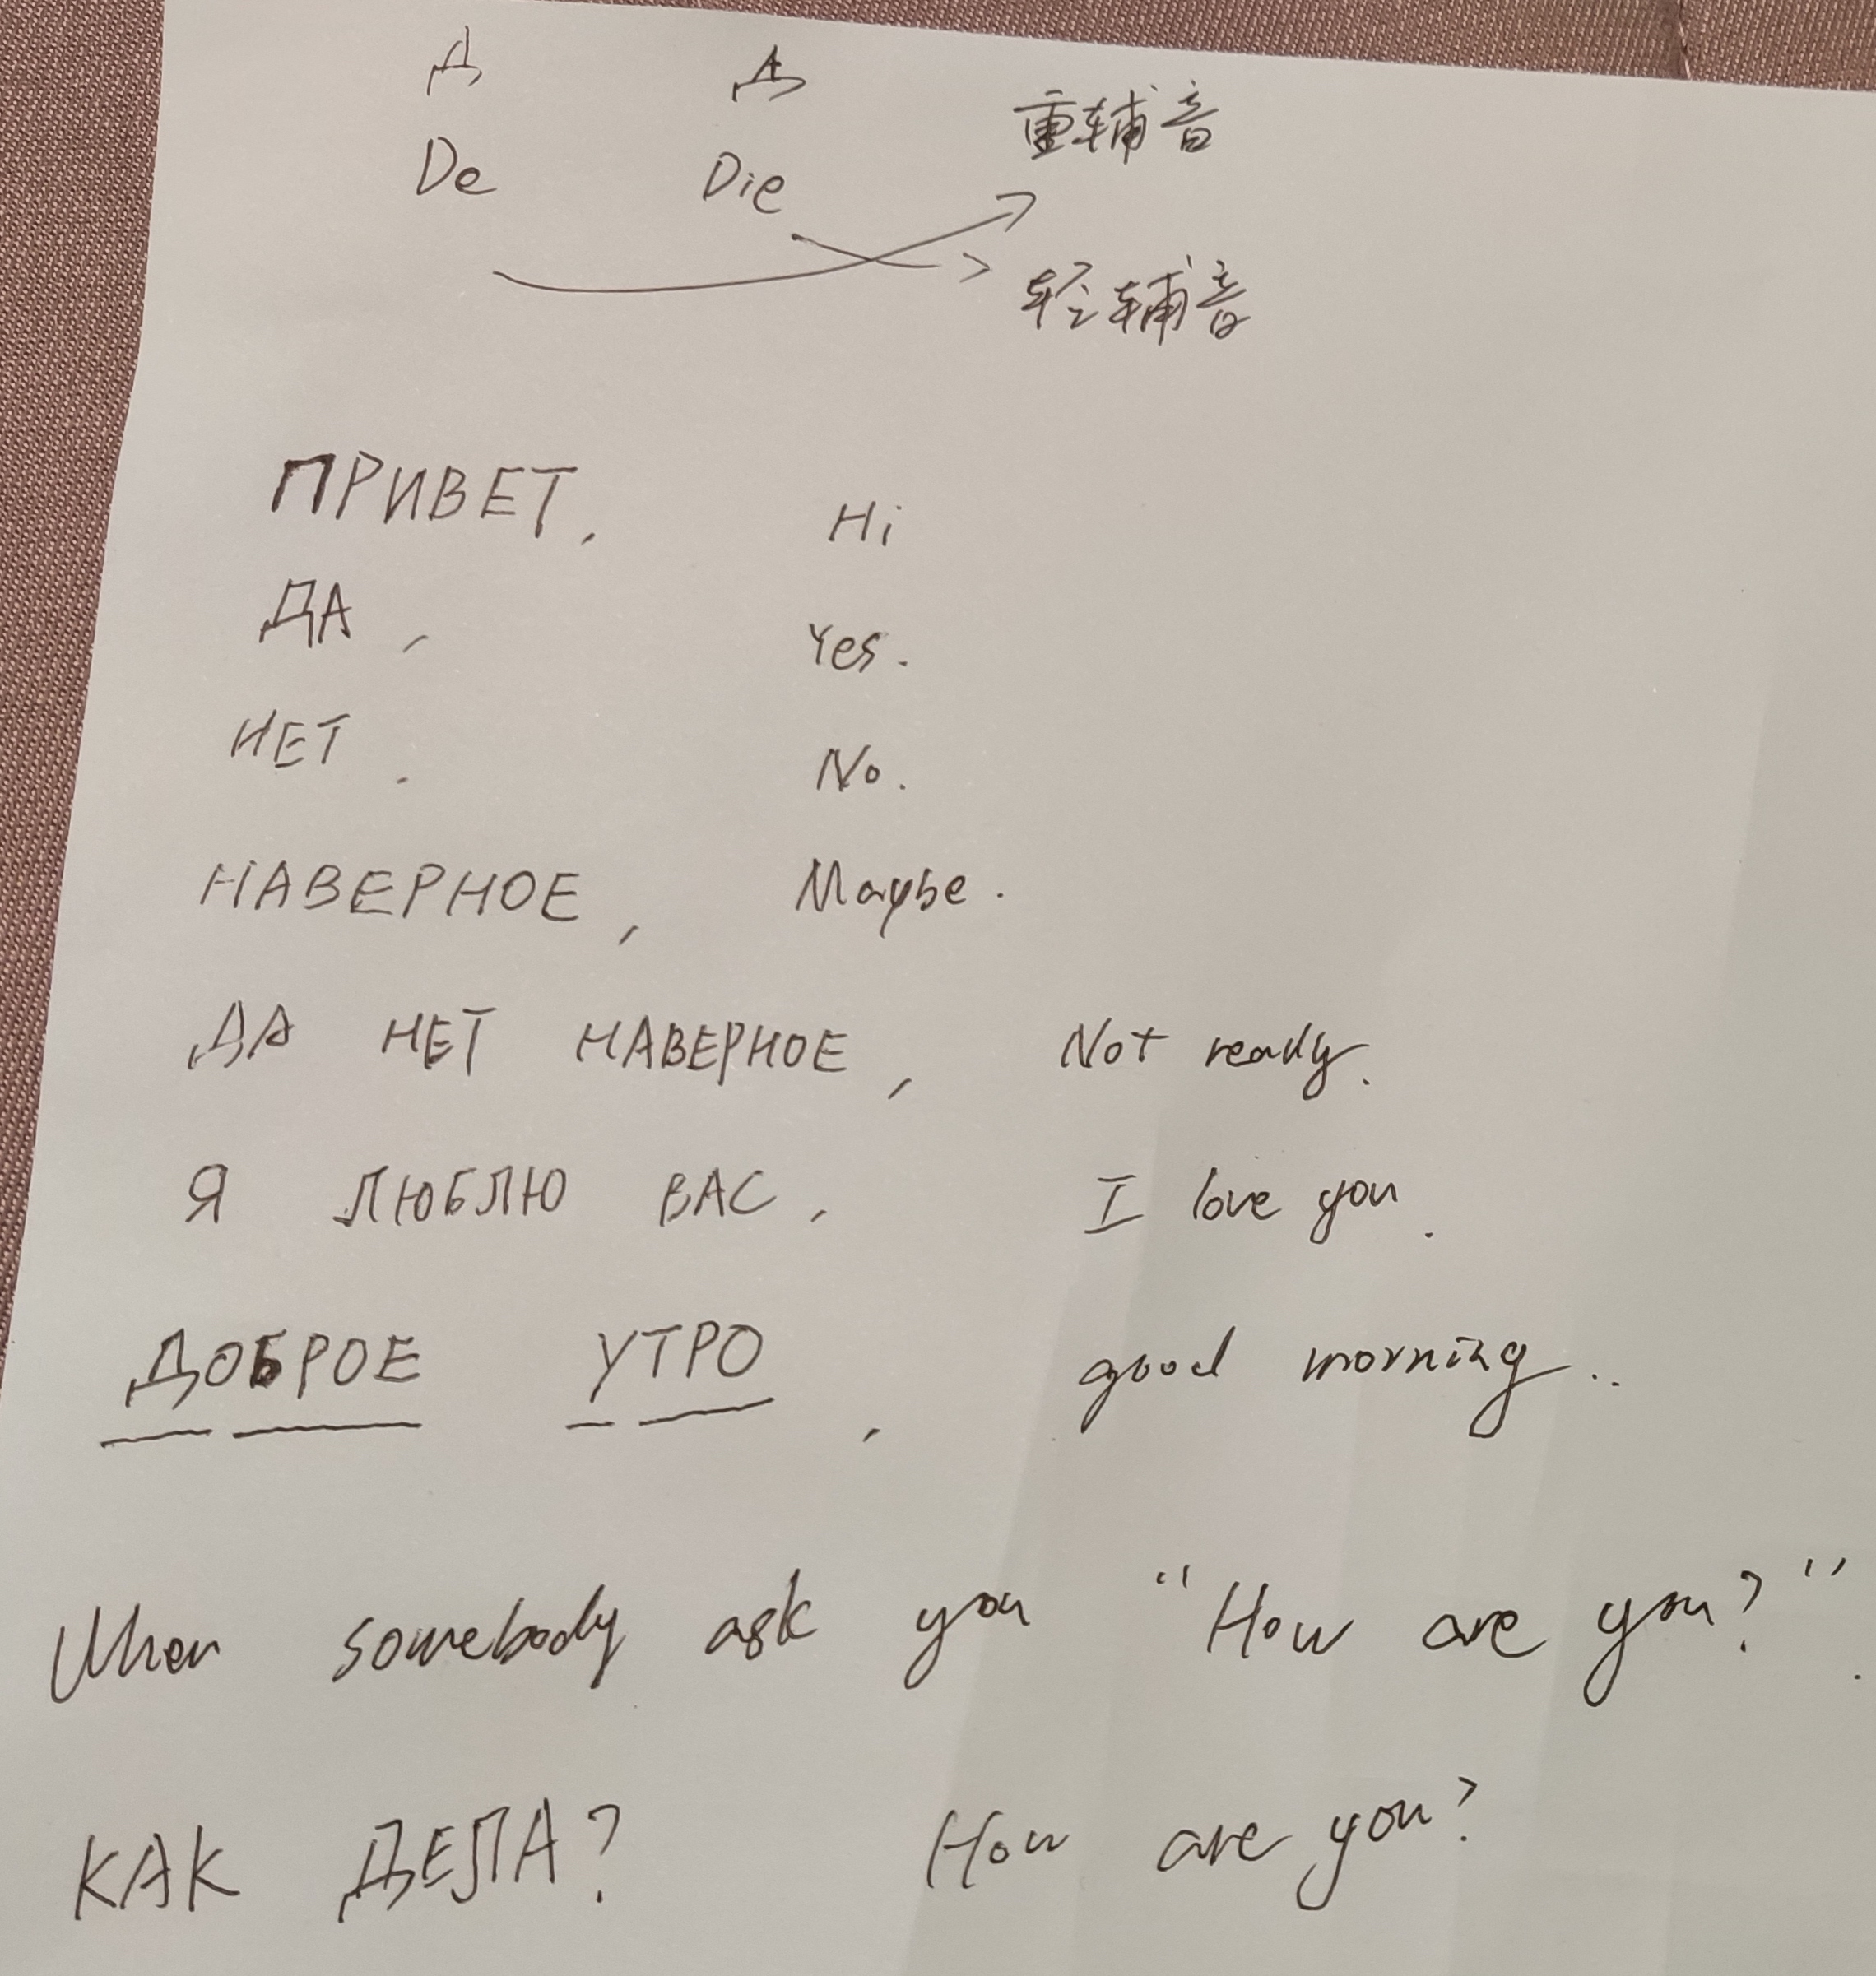 Д Д
De Die 重辅音
轻辅音
ПРИВЕТ, Hi
ДА, Yes.
НЕТ. No.
НАВЕРНОЕ, Maybe.
ДА НЕТ НАВЕРНОЕ, Not ready.
Я ЛЮБЛЮ ВАС, I love you.
ДОБРОЕ УТРО, good morning..
When somebody ask you "How are you?".
КАК ДЕЛА? How are you?